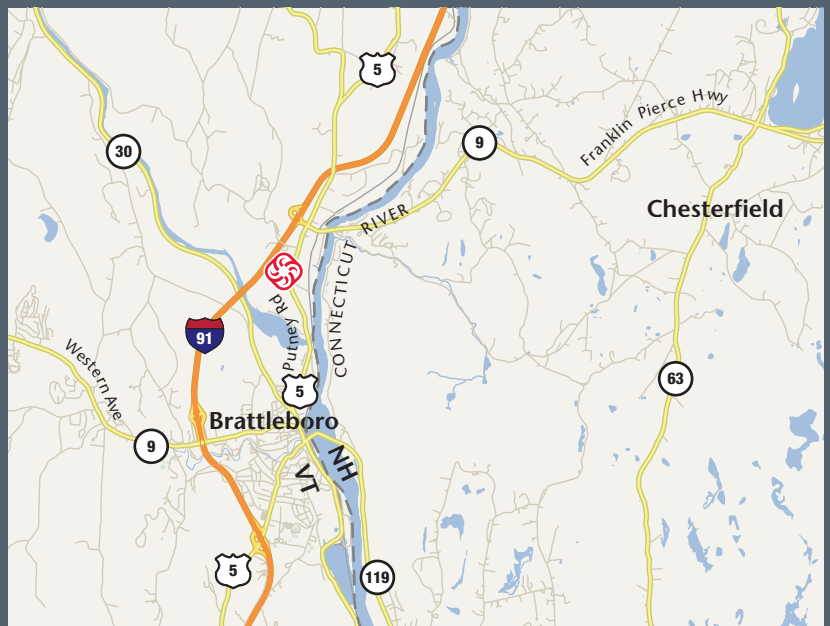 5
Franklin Pierce Hwy
9
30
Chesterfield
RIVER
CONNECTICUT
Putney Rd
91
Western Ave
63
5
Brattleboro
9
NH
VT
5
119